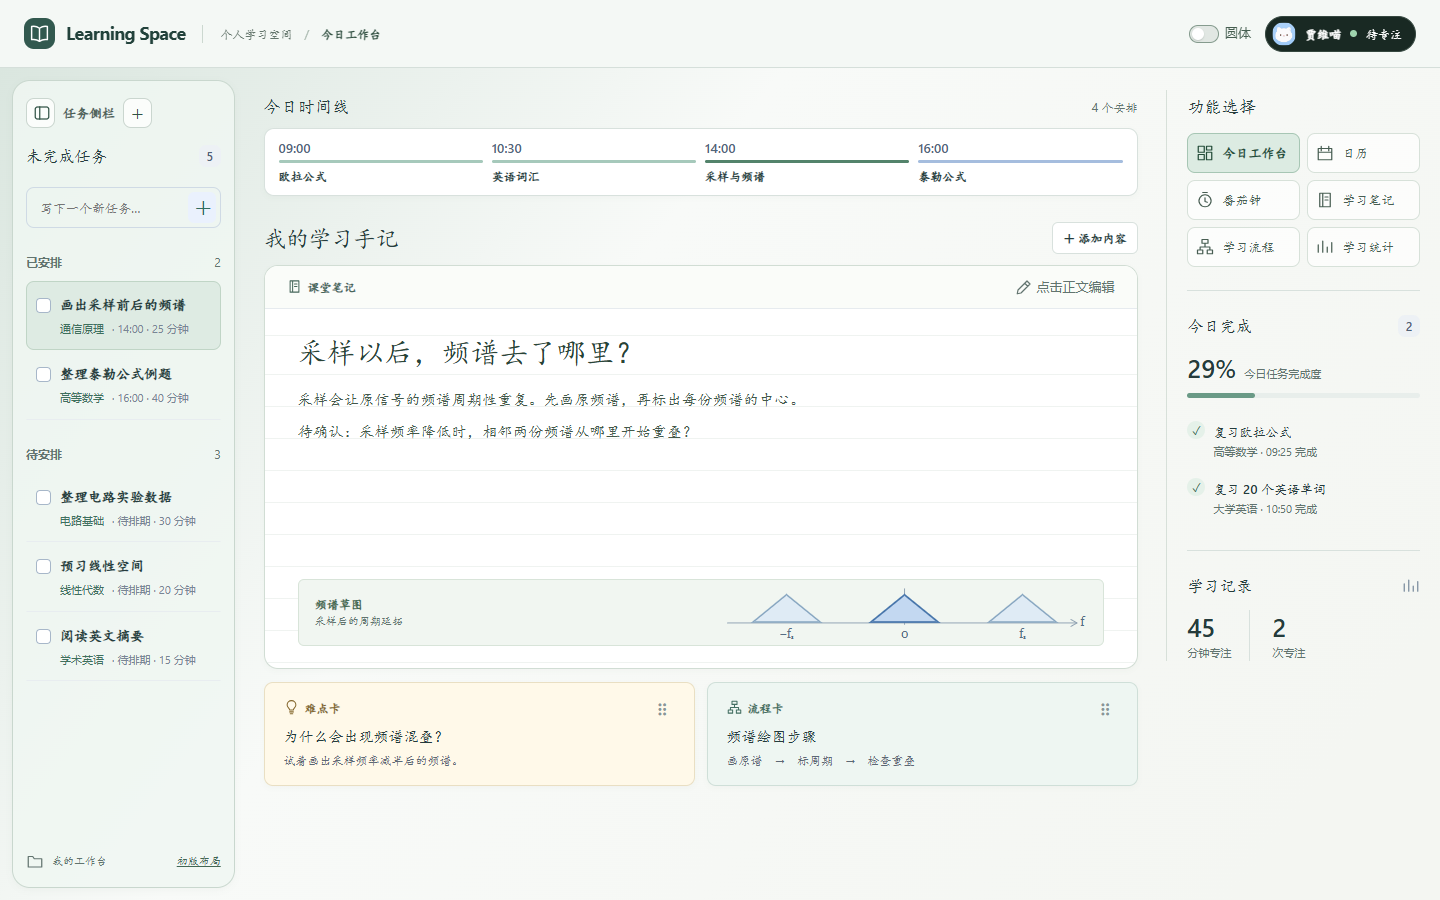 Learning Space
个人学习空间 / 今日工作台
圆体
贾维喵 • 待专注
任务侧栏
未完成任务 5
写下一个新任务...
已安排 2
画出采样前后的频谱
通信原理 · 14:00 · 25 分钟
整理泰勒公式例题
高等数学 · 16:00 · 40 分钟
待安排 3
整理电路实验数据
电路基础 · 待排期 · 30 分钟
预习线性空间
线性代数 · 待排期 · 20 分钟
阅读英文摘要
学术英语 · 待排期 · 15 分钟
我的工作台 初版布局
今日时间线 4 个安排
09:00 10:30 14:00 16:00
欧拉公式 英语词汇 采样与频谱 泰勒公式
我的学习手记 添加内容
课堂笔记 点击正文编辑
采样以后，频谱去了哪里？
采样会让原信号的频谱周期性重复。先画原频谱，再标出每份频谱的中心。
待确认：采样频率降低时，相邻两份频谱从哪里开始重叠？
频谱草图
采样后的周期延拓
−fₛ 0 fₛ f
难点卡
为什么会出现频谱混叠？
试着画出采样频率减半后的频谱。
流程卡
频谱绘图步骤
画原谱 → 标周期 → 检查重叠
功能选择
今日工作台 日历
番茄钟 学习笔记
学习流程 学习统计
今日完成 2
29% 今日任务完成度
复习欧拉公式
高等数学 · 09:25 完成
复习 20 个英语单词
大学英语 · 10:50 完成
学习记录
45 2
分钟专注 次专注